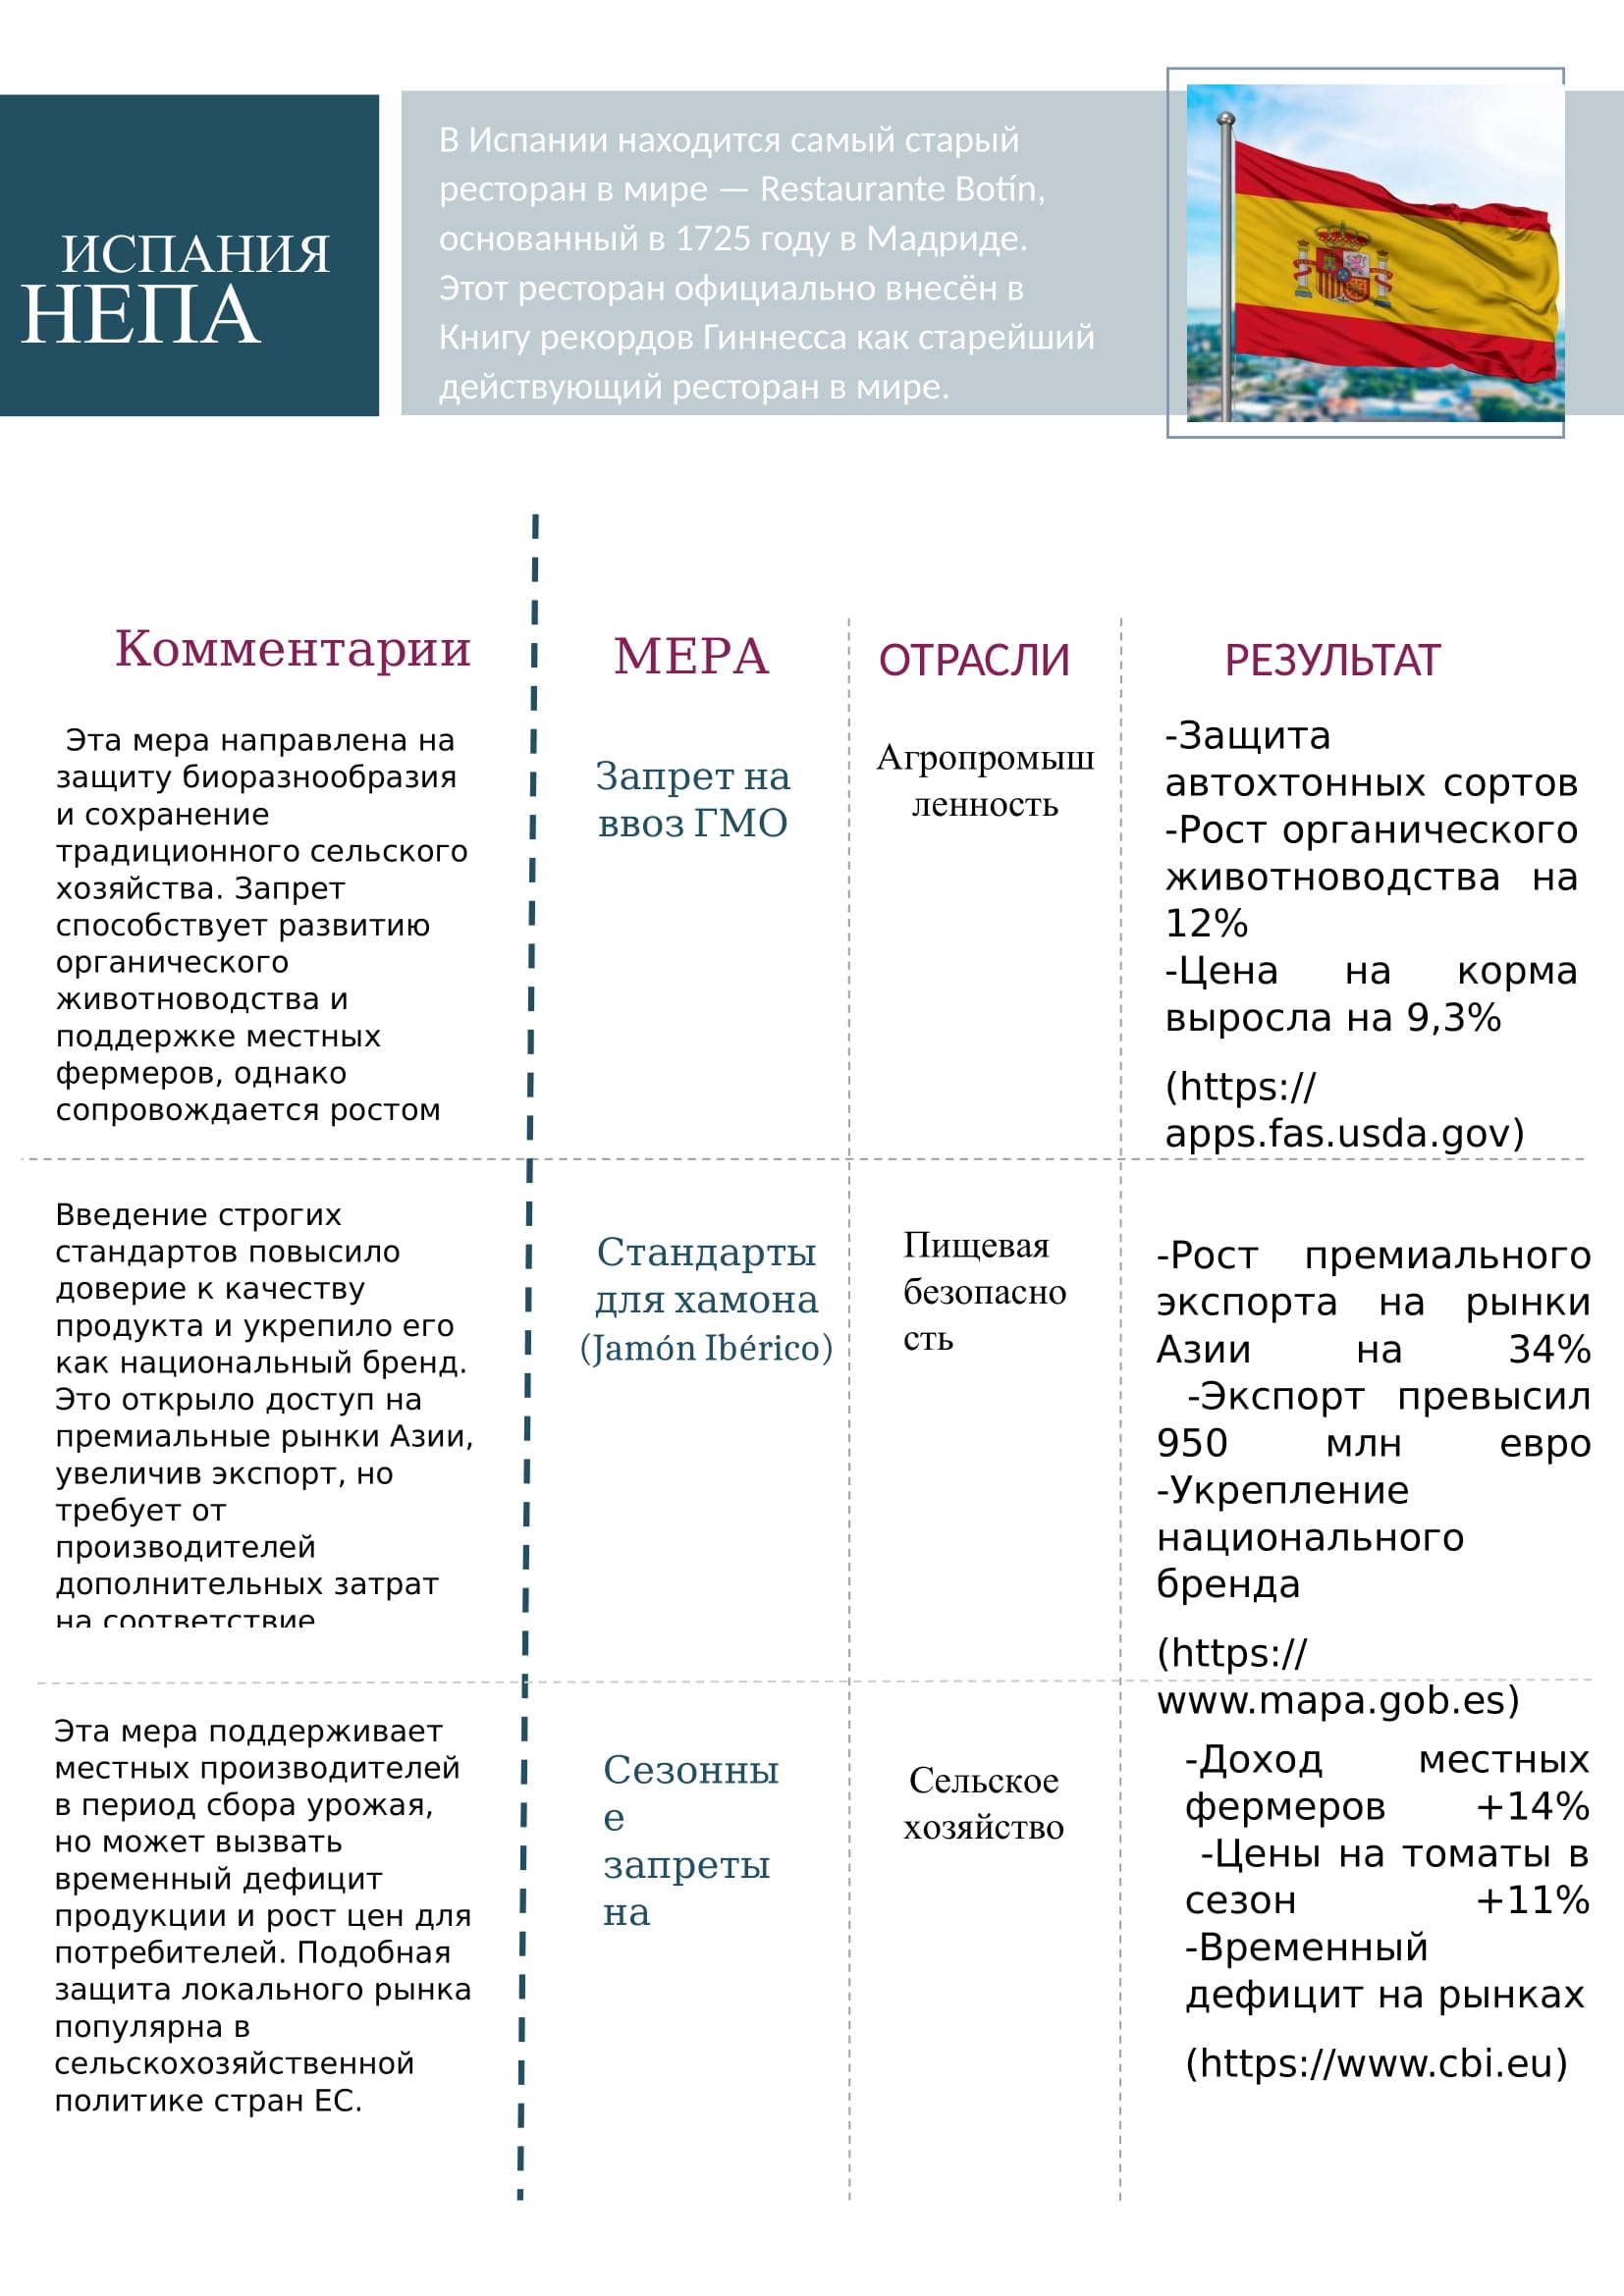 ИСПАНИЯ
НЕПА
В Испании находится самый старый
ресторан в мире — Restaurante Botín,
основанный в 1725 году в Мадриде.
Этот ресторан официально внесён в
Книгу рекордов Гиннесса как старейший
действующий ресторан в мире.
Комментарии
МЕРА
ОТРАСЛИ
РЕЗУЛЬТАТ
Эта мера направлена на
защиту биоразнообразия
и сохранение
традиционного сельского
хозяйства. Запрет
способствует развитию
органического
животноводства и
поддержке местных
фермеров, однако
сопровождается ростом
Запрет на
ввоз ГМО
Агропромыш
ленность
-Защита
автохтонных сортов
-Рост органического
животноводства на
12%
-Цена на корма
выросла на 9,3%
(https://
apps.fas.usda.gov)
Введение строгих
стандартов повысило
доверие к качеству
продукта и укрепило его
как национальный бренд.
Это открыло доступ на
премиальные рынки Азии,
увеличив экспорт, но
требует от
производителей
дополнительных затрат
на соответствие
Стандарты
для хамона
(Jamón Ibérico)
Пищевая
безопасно
сть
-Рост премиального
экспорта на рынки
Азии на 34%
-Экспорт превысил
950 млн евро
-Укрепление
национального
бренда
(https://
www.mapa.gob.es)
Эта мера поддерживает
местных производителей
в период сбора урожая,
но может вызвать
временный дефицит
продукции и рост цен для
потребителей. Подобная
защита локального рынка
популярна в
сельскохозяйственной
политике стран ЕС.
Сезонны
е
запреты
на
Сельское
хозяйство
-Доход местных
фермеров +14%
-Цены на томаты в
сезон +11%
-Временный
дефицит на рынках
(https://www.cbi.eu)